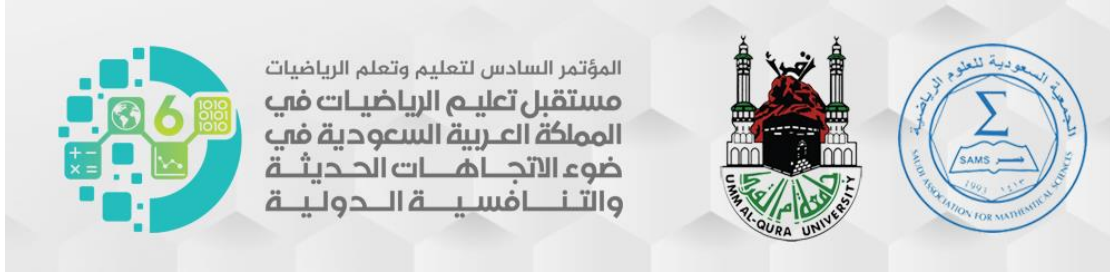 المؤتمر السادس لتعليم وتعلم الرياضيات
مستقبل تعليم الرياضيات في
المملكة العربية السعودية في
ضوء الاتجاهات الحديثة
والتنافسية الدولية
6
1010
0101
1010
+ -
× =
جامعة أم القرى
UMM AL-QURA UNIVERSITY
الجمعية السعودية للعلوم الرياضية
Σ
SAMS جسر
1993 ١٤١٣
SAUDI ASSOCIATION FOR MATHEMATICAL SCIENCES